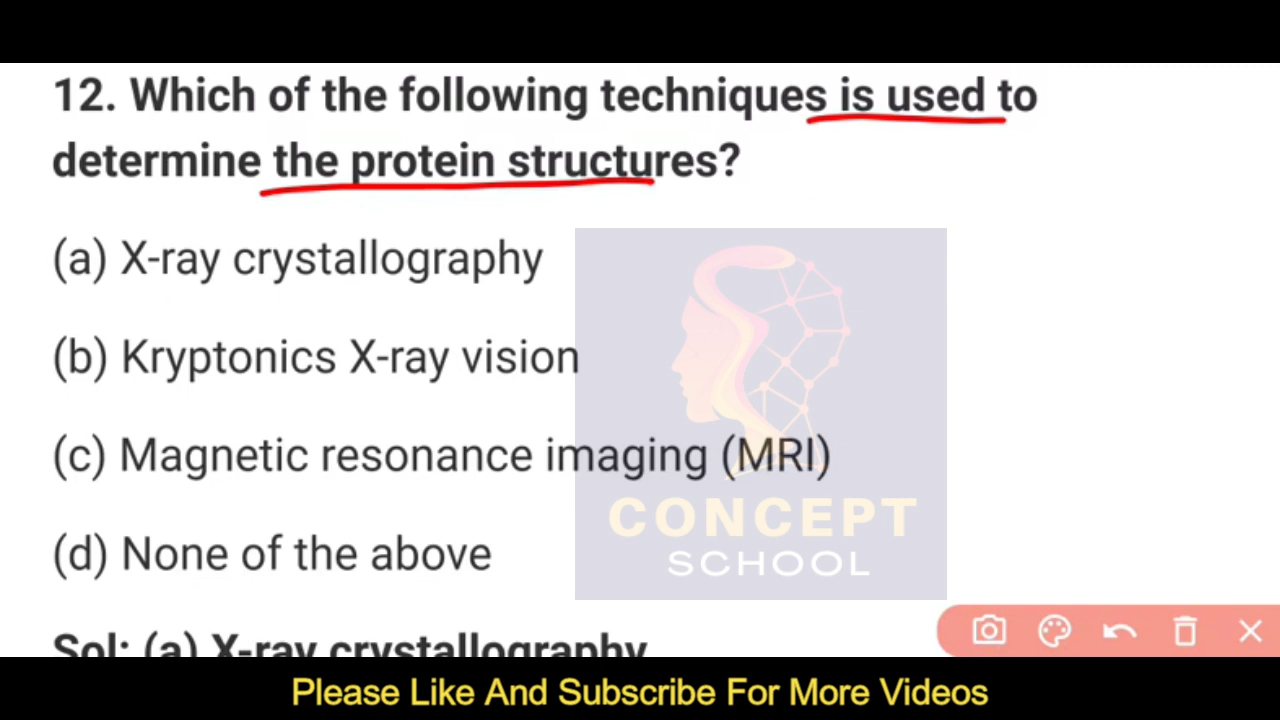 12. Which of the following techniques is used to
determine the protein structures?
(a) X-ray crystallography
(b) Kryptonics X-ray vision
(c) Magnetic resonance imaging (MRI)
(d) None of the above
CONCEPT
SCHOOL
Sol: (a) X-ray crystallography
Please Like And Subscribe For More Videos